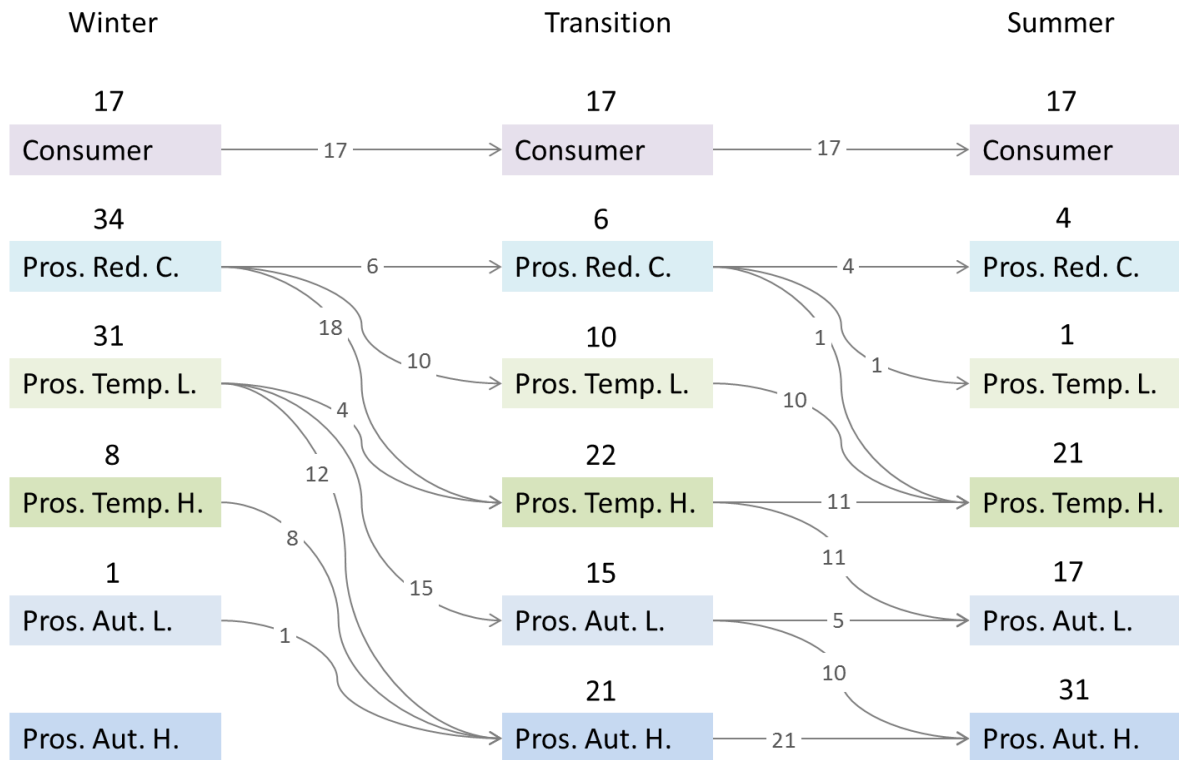 Winter Transition Summer
17 17 17
Consumer 17 Consumer 17 Consumer
34 6 4
Pros. Red. C. 6 Pros. Red. C. 4 Pros. Red. C.
18 1
31 10 10 1 1
Pros. Temp. L. Pros. Temp. L. Pros. Temp. L.
4 10
8 22 21
12
Pros. Temp. H. Pros. Temp. H. 11 Pros. Temp. H.
8
11
1 15 15 17
Pros. Aut. L. 1 Pros. Aut. L. 5 Pros. Aut. L.
10
21 31
Pros. Aut. H. Pros. Aut. H. 21 Pros. Aut. H.